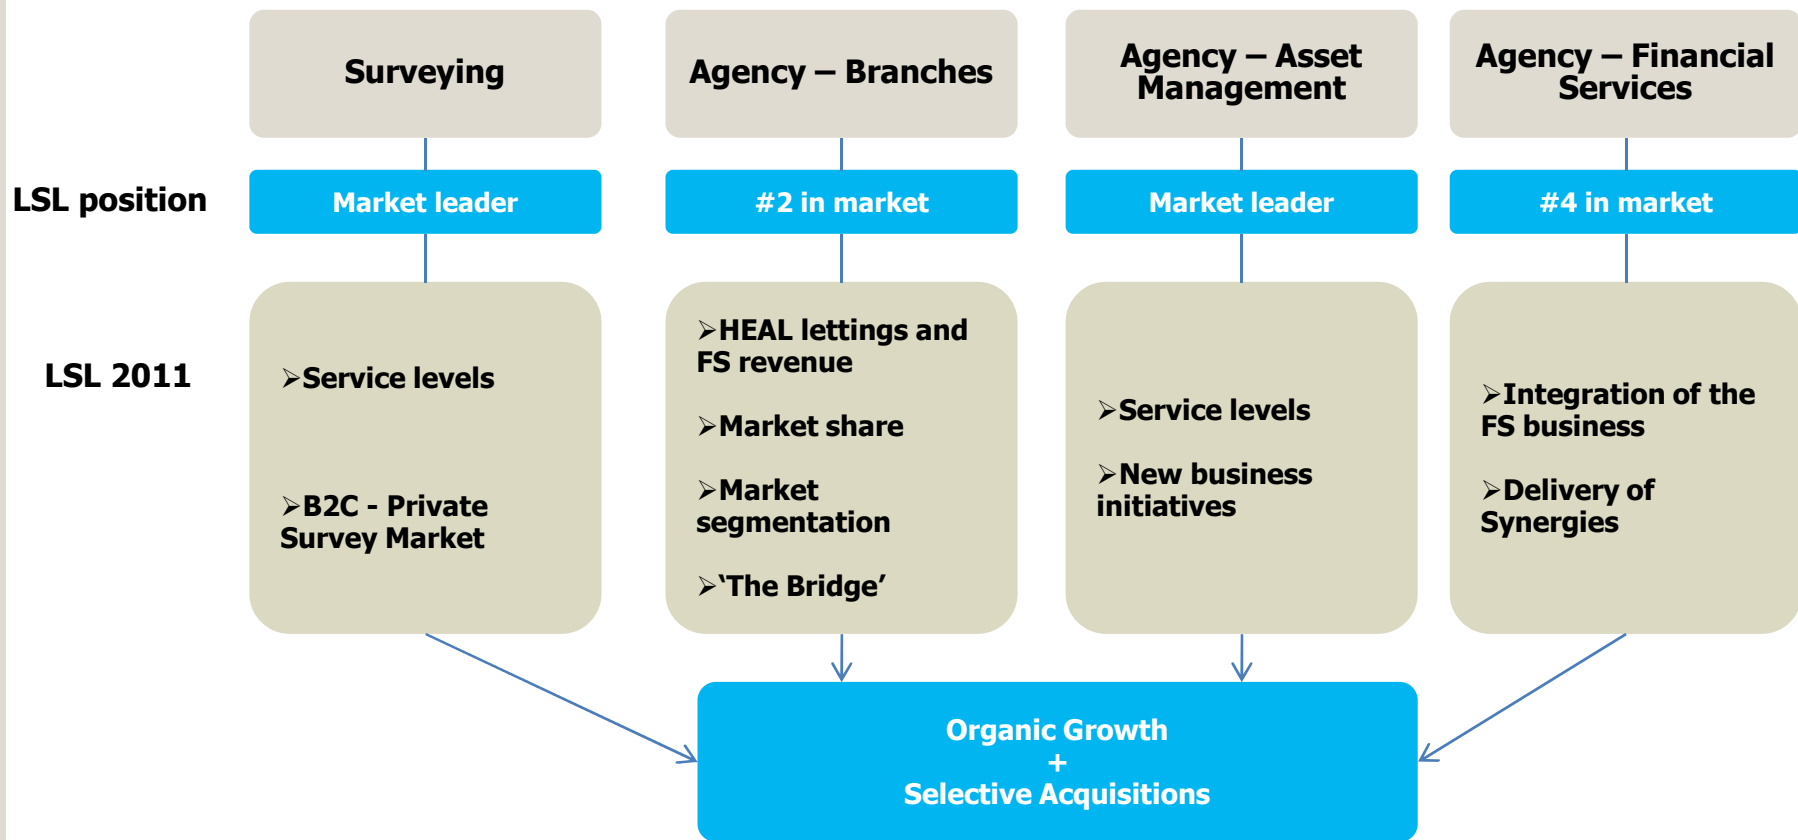 Surveying
Agency – Branches
Agency – Asset
Management
Agency – Financial
Services
LSL position
Market leader
#2 in market
Market leader
#4 in market
LSL 2011
➢Service levels
➢B2C - Private
Survey Market
➢HEAL lettings and
FS revenue
➢Market share
➢Market
segmentation
➢‘The Bridge’
➢Service levels
➢New business
initiatives
➢Integration of the
FS business
➢Delivery of
Synergies
Organic Growth
+
Selective Acquisitions